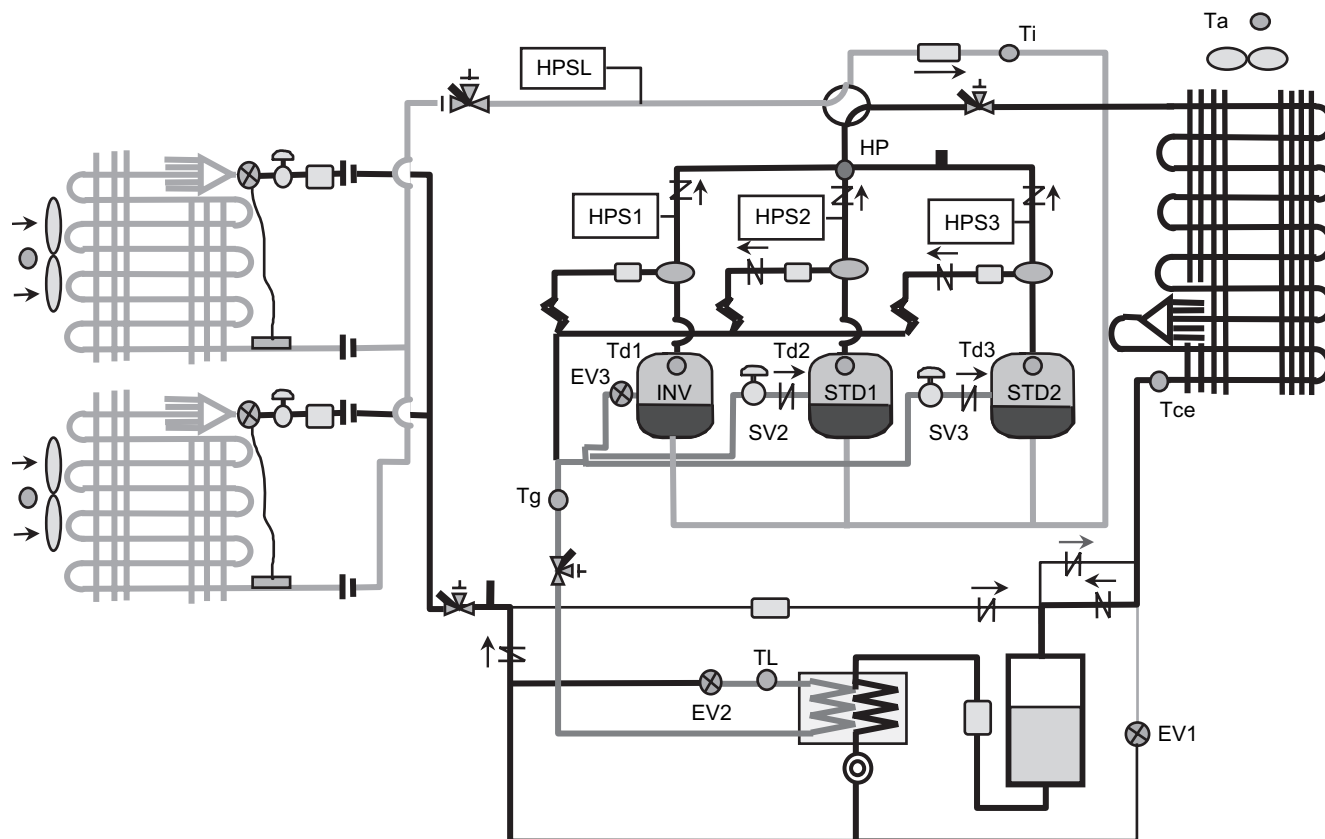 Ta
Ti
HPSL
HP
HPS1
HPS2
HPS3
Td1
Td2
Td3
EV3
INV
STD1
STD2
SV2
SV3
Tce
Tg
TL
EV2
EV1